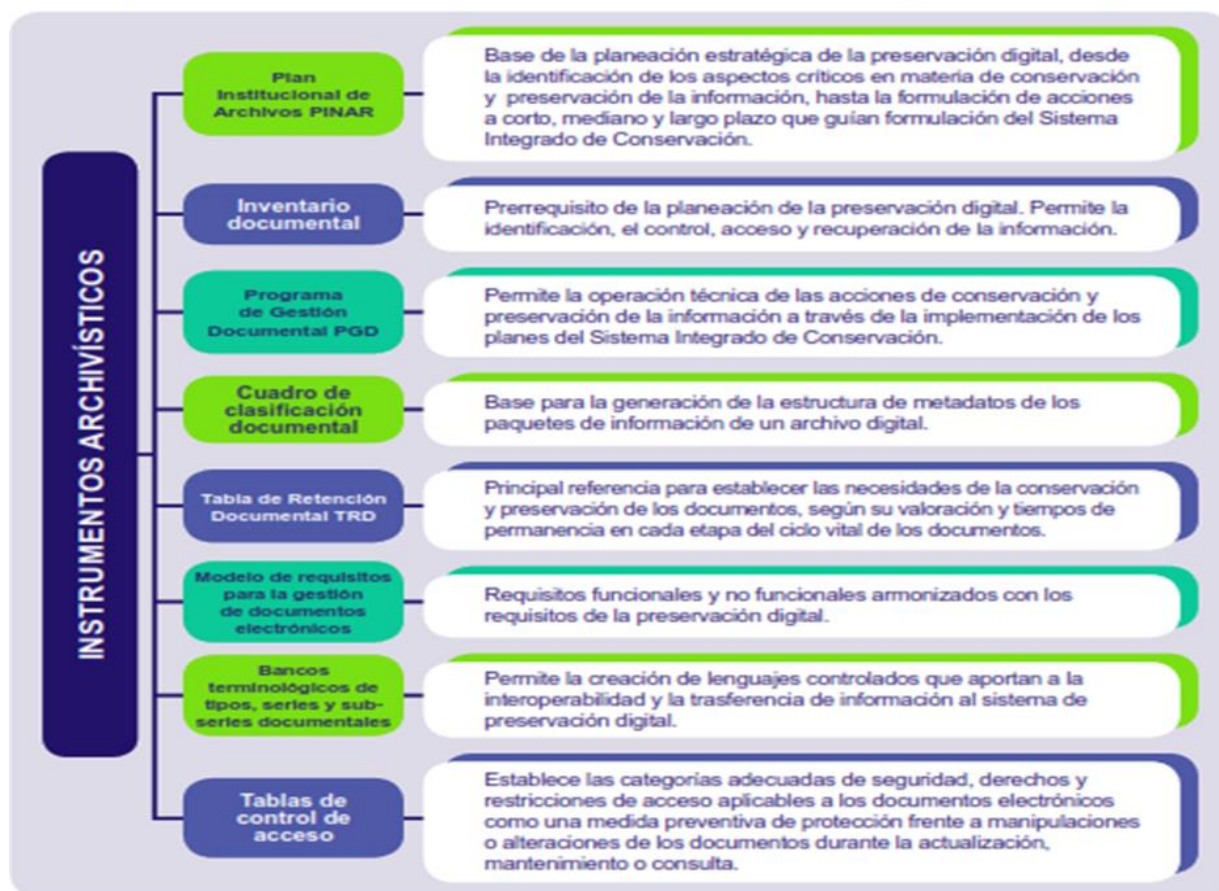 INSTRUMENTOS ARCHIVÍSTICOS
Plan
Institucional de
Archivos PINAR
Base de la planeación estratégica de la preservación digital, desde
la identificación de los aspectos críticos en materia de conservación
y preservación de la información, hasta la formulación de acciones
a corto, mediano y largo plazo que guían formulación del Sistema
Integrado de Conservación.
Inventario
documental
Prerrequisito de la planeación de la preservación digital. Permite la
identificación, el control, acceso y recuperación de la información.
Programa
de Gestión
Documental PGD
Permite la operación técnica de las acciones de conservación y
preservación de la información a través de la implementación de los
planes del Sistema Integrado de Conservación.
Cuadro de
clasificación
documental
Base para la generación de la estructura de metadatos de los
paquetes de información de un archivo digital.
Tabla de Retención
Documental TRD
Principal referencia para establecer las necesidades de la conservación
y preservación de los documentos, según su valoración y tiempos de
permanencia en cada etapa del ciclo vital de los documentos.
Modelo de requisitos
para la gestión
de documentos
electrónicos
Requisitos funcionales y no funcionales armonizados con los
requisitos de la preservación digital.
Bancos
terminológicos de
tipos, series y sub-
series documentales
Permite la creación de lenguajes controlados que aportan a la
interoperabilidad y la trasferencia de información al sistema de
preservación digital.
Tablas de
control de
acceso
Establece las categorías adecuadas de seguridad, derechos y
restricciones de acceso aplicables a los documentos electrónicos
como una medida preventiva de protección frente a manipulaciones
o alteraciones de los documentos durante la actualización,
mantenimiento o consulta.